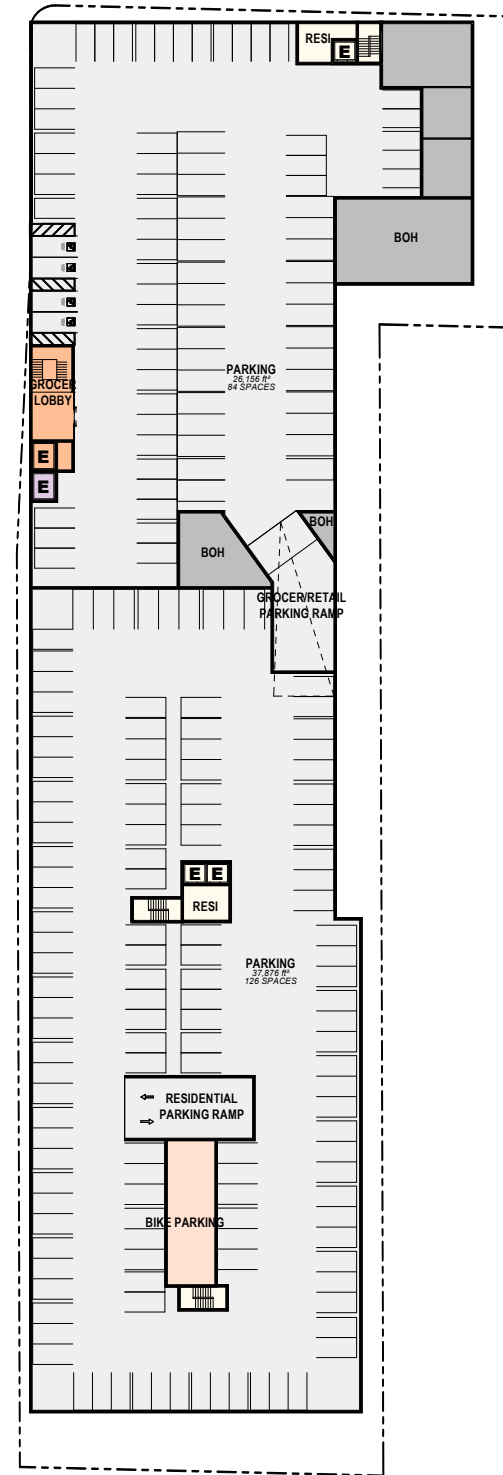 RESI
E
BOH
PARKING
26,156 ft²
84 SPACES
GROCER
LOBBY
E
E
BOH
BOH
GROCER/RETAIL
PARKING RAMP
E E
RESI
PARKING
37,876 ft²
126 SPACES
RESIDENTIAL
PARKING RAMP
BIKE PARKING